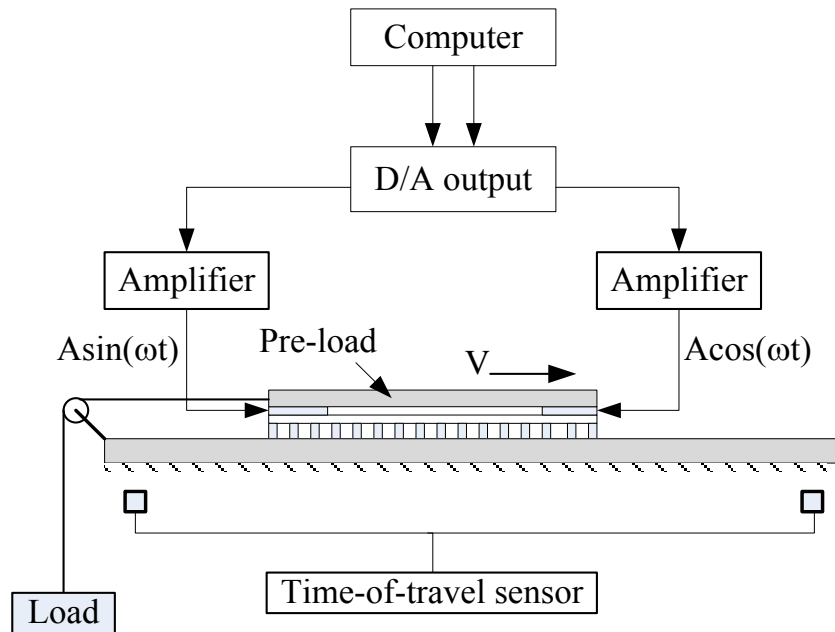 Computer
D/A output
Amplifier
Amplifier
Asin(ωt)
Pre-load
V
Acos(ωt)
Time-of-travel sensor
Load